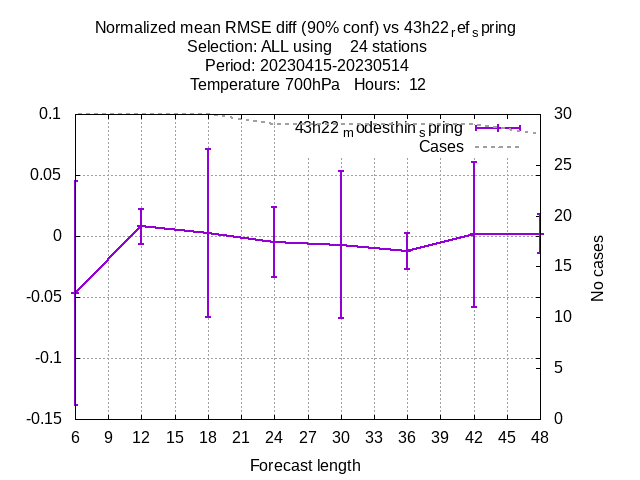 Normalized mean RMSE diff (90% conf) vs 43h22ref spring
Selection: ALL using    24 stations
Period: 20230415-20230514
Temperature 700hPa   Hours:  12
43h22modesthinspring
Cases
0.1
0.05
0
-0.05
-0.1
-0.15
30
25
20
15
10
5
0
No cases
6 9 12 15 18 21 24 27 30 33 36 39 42 45 48
Forecast length